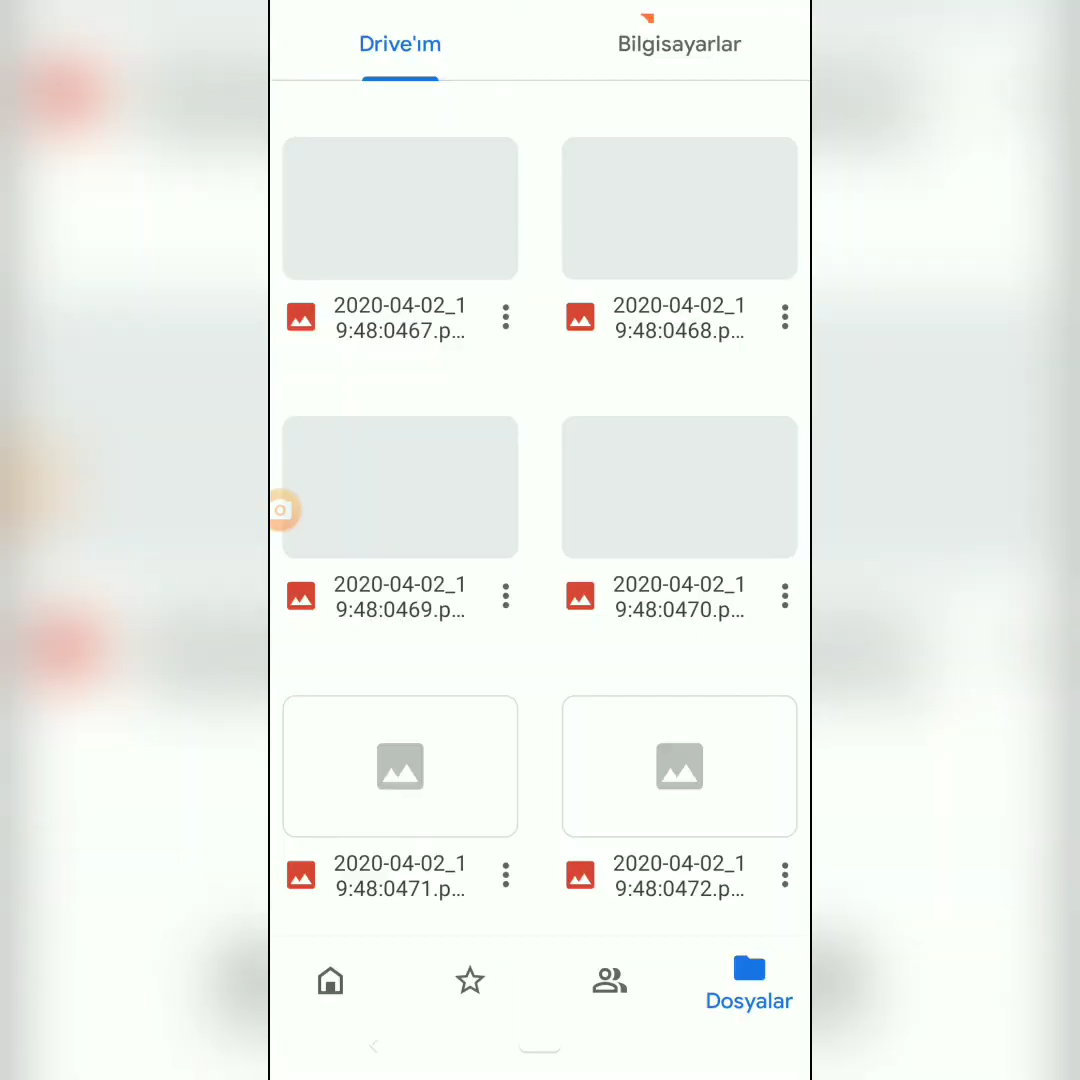 Drive'ım
Bilgisayarlar
2020-04-02_1
9:48:0467.p...
2020-04-02_1
9:48:0468.p...
2020-04-02_1
9:48:0469.p...
2020-04-02_1
9:48:0470.p...
2020-04-02_1
9:48:0471.p...
2020-04-02_1
9:48:0472.p...
Dosyalar